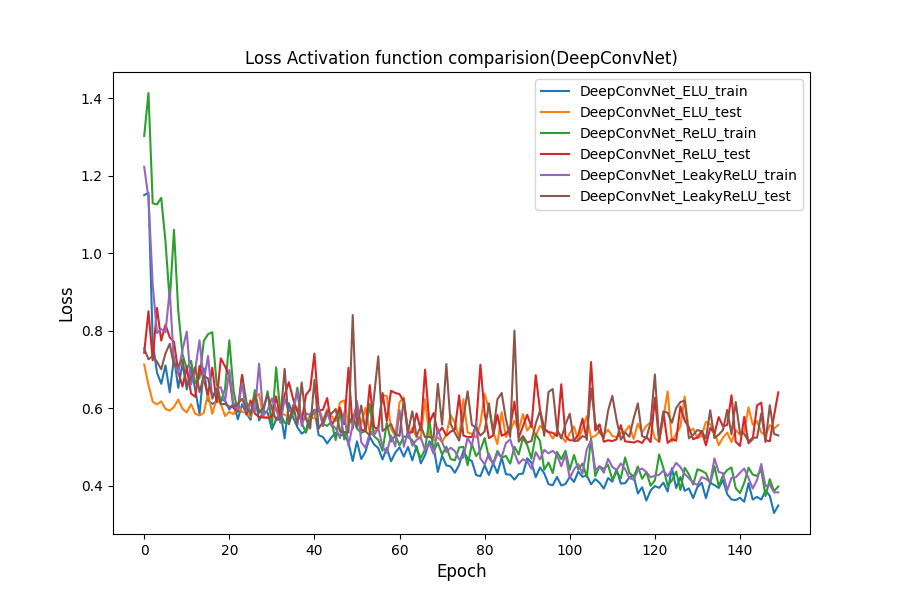 Loss Activation function comparision(DeepConvNet)
DeepConvNet_ELU_train
DeepConvNet_ELU_test
DeepConvNet_ReLU_train
DeepConvNet_ReLU_test
DeepConvNet_LeakyReLU_train
DeepConvNet_LeakyReLU_test
Loss
1.4
1.2
1.0
0.8
0.6
0.4
0 20 40 60 80 100 120 140
Epoch